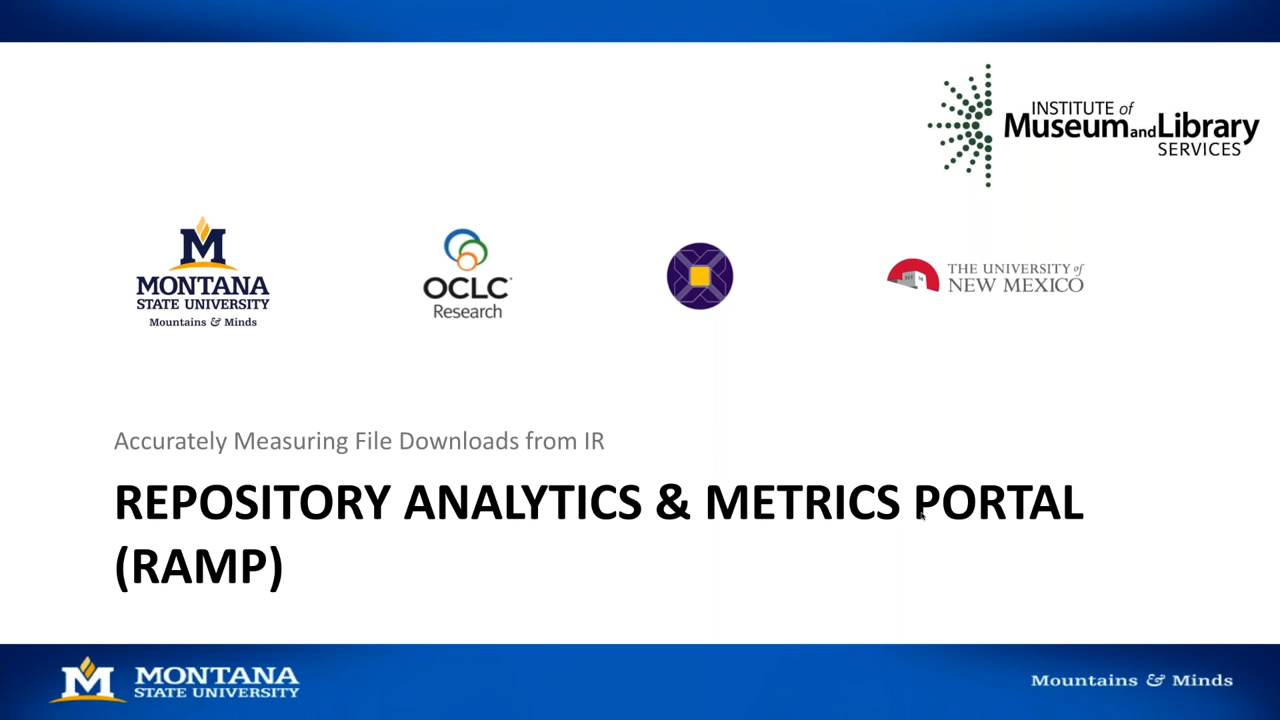 INSTITUTE of
Museum and Library
SERVICES
M
MONTANA
STATE UNIVERSITY
Mountains & Minds
OCLC
Research
THE UNIVERSITY of
NEW MEXICO
Accurately Measuring File Downloads from IR
REPOSITORY ANALYTICS & METRICS PORTAL
(RAMP)
M
MONTANA
STATE UNIVERSITY
Mountains & Minds